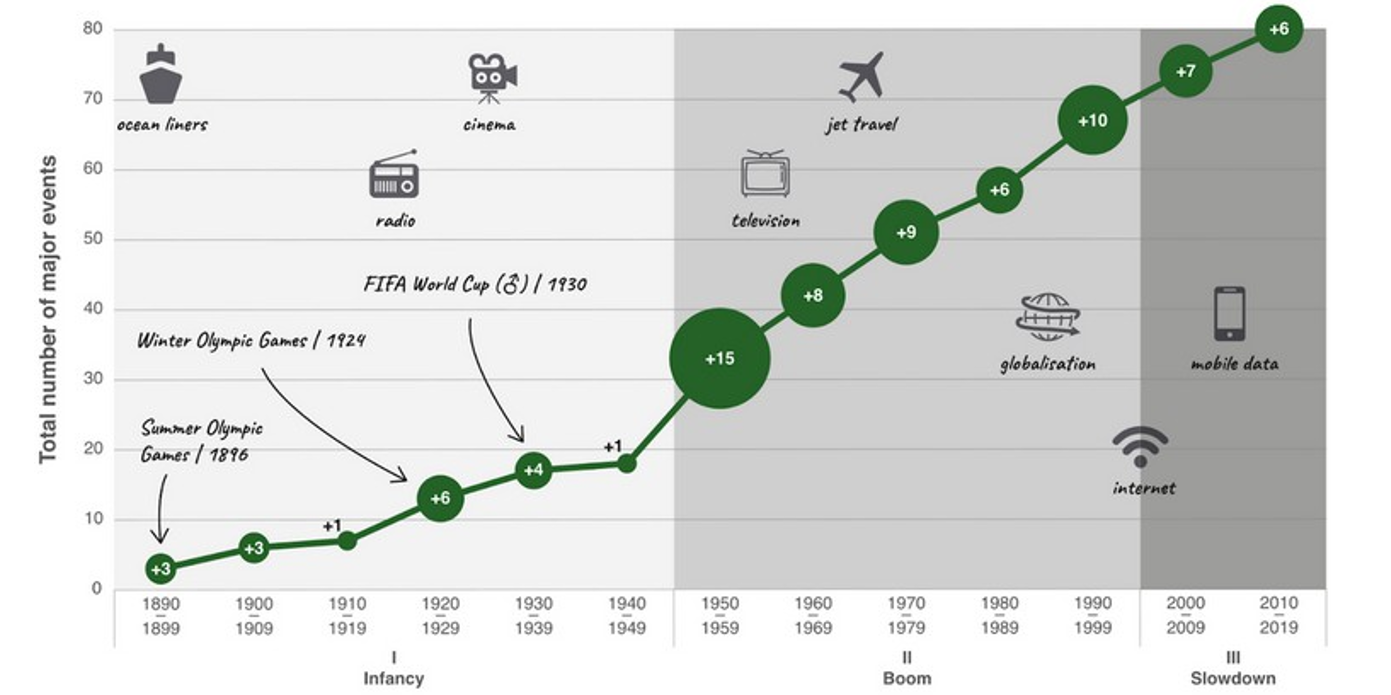 Total number of major events
80
70
60
50
40
30
20
10
0
ocean liners
cinema
radio
jet travel
television
FIFA World Cup (♂) / 1930
Winter Olympic Games / 1924
Summer Olympic
Games / 1896
globalisation
mobile data
internet
+3
+3
+1
+6
+4
+1
+15
+8
+9
+6
+10
+7
+6
1890 – 1899
1900 – 1909
1910 – 1919
1920 – 1929
1930 – 1939
1940 – 1949
1950 – 1959
1960 – 1969
1970 – 1979
1980 – 1989
1990 – 1999
2000 – 2009
2010 – 2019
I
Infancy
II
Boom
III
Slowdown